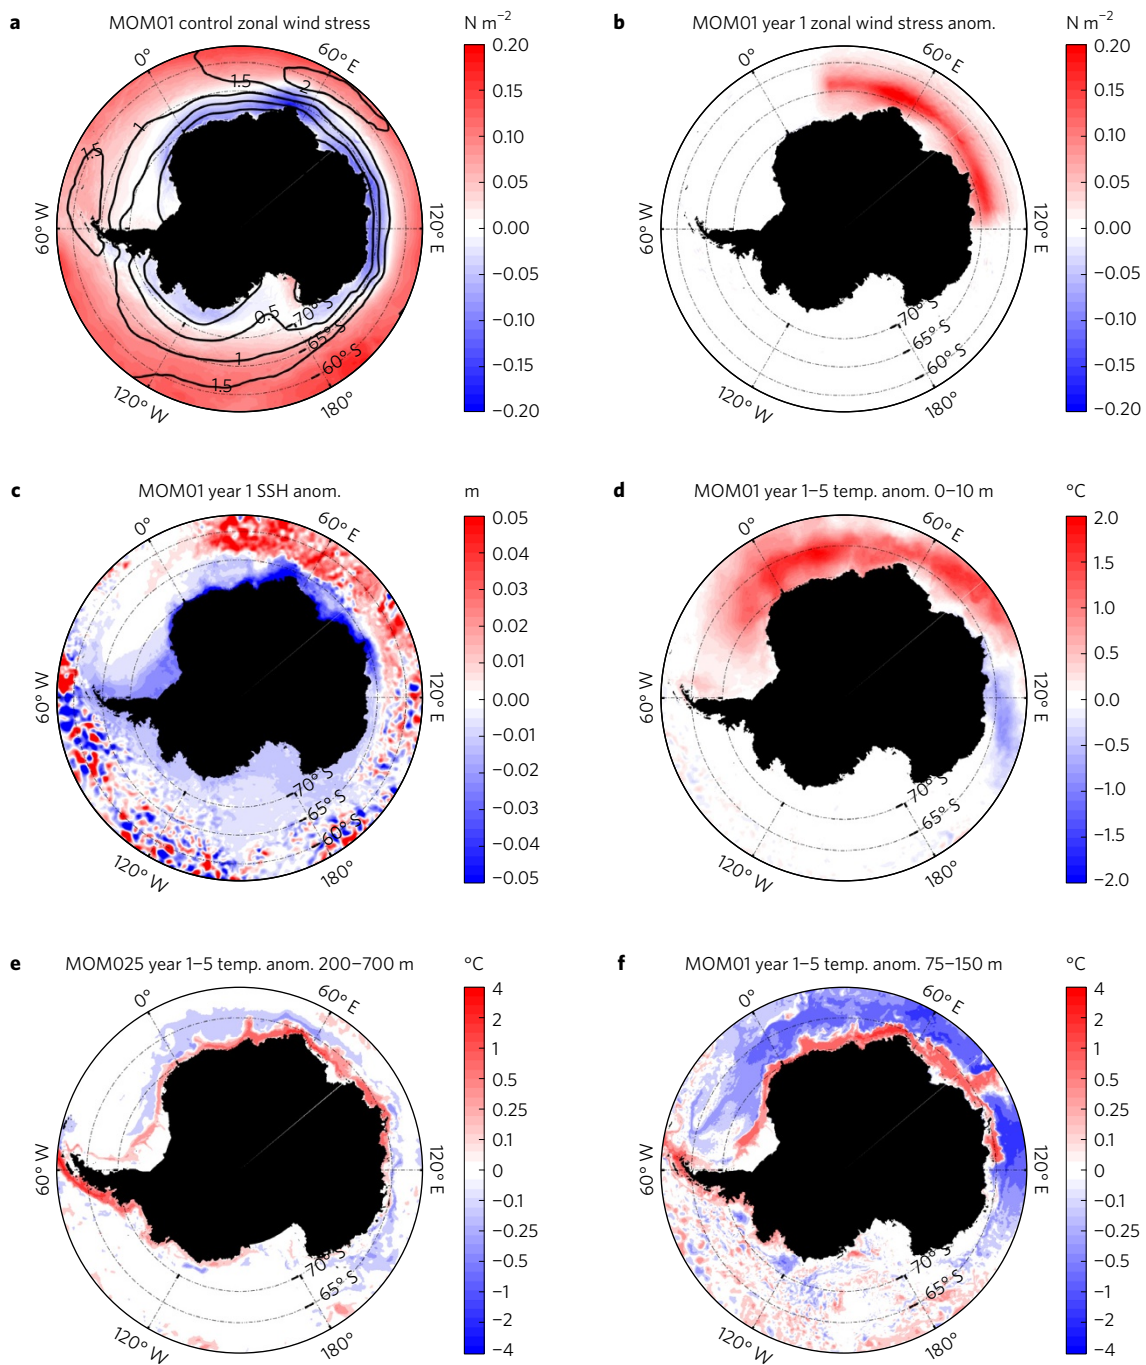 a
MOM01 control zonal wind stress
N m⁻²
0°
60° E
120° E
180°
120° W
60° W
1.5
2
1
1.5
0.5
1
1.5
70° S
65° S
60° S
0.20
0.15
0.10
0.05
0.00
−0.05
−0.10
−0.15
−0.20
b
MOM01 year 1 zonal wind stress anom.
N m⁻²
0°
60° E
120° E
180°
120° W
60° W
70° S
65° S
60° S
0.20
0.15
0.10
0.05
0.00
−0.05
−0.10
−0.15
−0.20
c
MOM01 year 1 SSH anom.
m
0°
60° E
120° E
180°
120° W
60° W
70° S
65° S
60° S
0.05
0.04
0.03
0.02
0.01
0.00
−0.01
−0.02
−0.03
−0.04
−0.05
d
MOM01 year 1–5 temp. anom. 0–10 m
°C
0°
60° E
120° E
180°
120° W
60° W
70° S
65° S
2.0
1.5
1.0
0.5
0.0
−0.5
−1.0
−1.5
−2.0
e
MOM025 year 1–5 temp. anom. 200–700 m
°C
0°
60° E
120° E
180°
120° W
60° W
70° S
65° S
4
2
1
0.5
0.25
0.1
0
−0.1
−0.25
−0.5
−1
−2
−4
f
MOM01 year 1–5 temp. anom. 75–150 m
°C
0°
60° E
120° E
180°
120° W
60° W
70° S
65° S
4
2
1
0.5
0.25
0.1
0
−0.1
−0.25
−0.5
−1
−2
−4